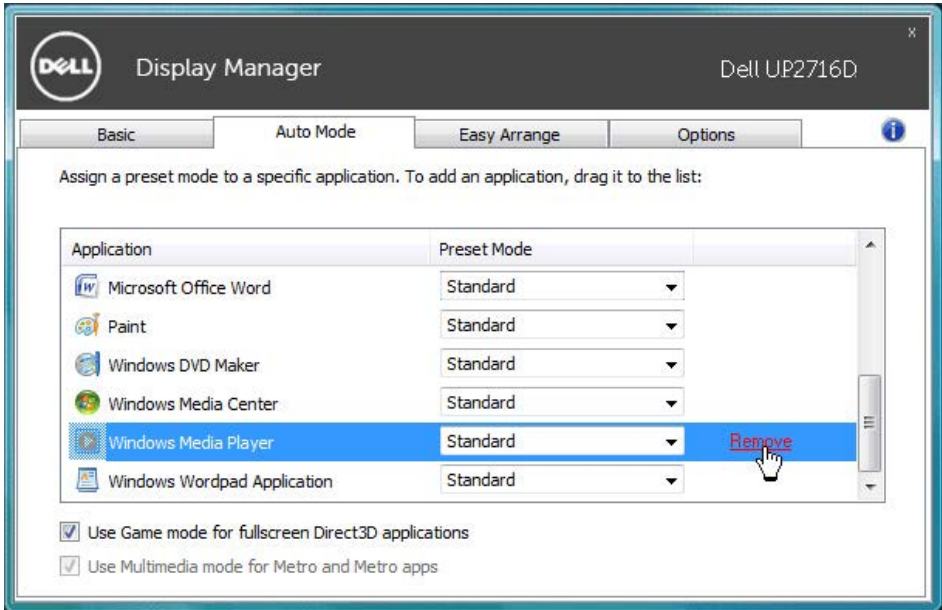 x
DELL Display Manager Dell UP2716D
Basic Auto Mode Easy Arrange Options
Assign a preset mode to a specific application. To add an application, drag it to the list:
Application Preset Mode
Microsoft Office Word Standard
Paint Standard
Windows DVD Maker Standard
Windows Media Center Standard
Windows Media Player Standard Remove
Windows Wordpad Application Standard
Use Game mode for fullscreen Direct3D applications
Use Multimedia mode for Metro and Metro apps